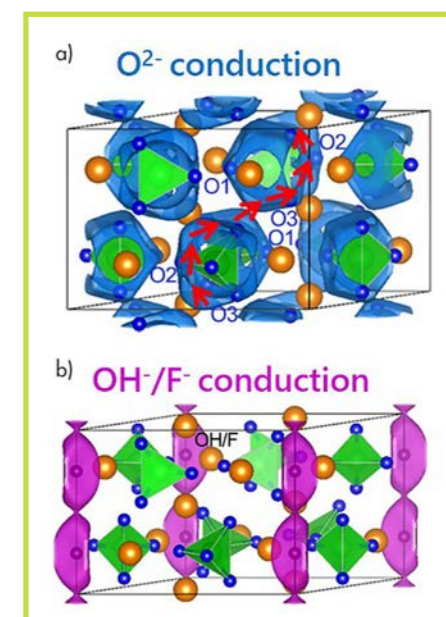 a)
O²⁻ conduction
O2
O1
O3
O1
O2
O3
b)
OH⁻/F⁻ conduction
OH/F